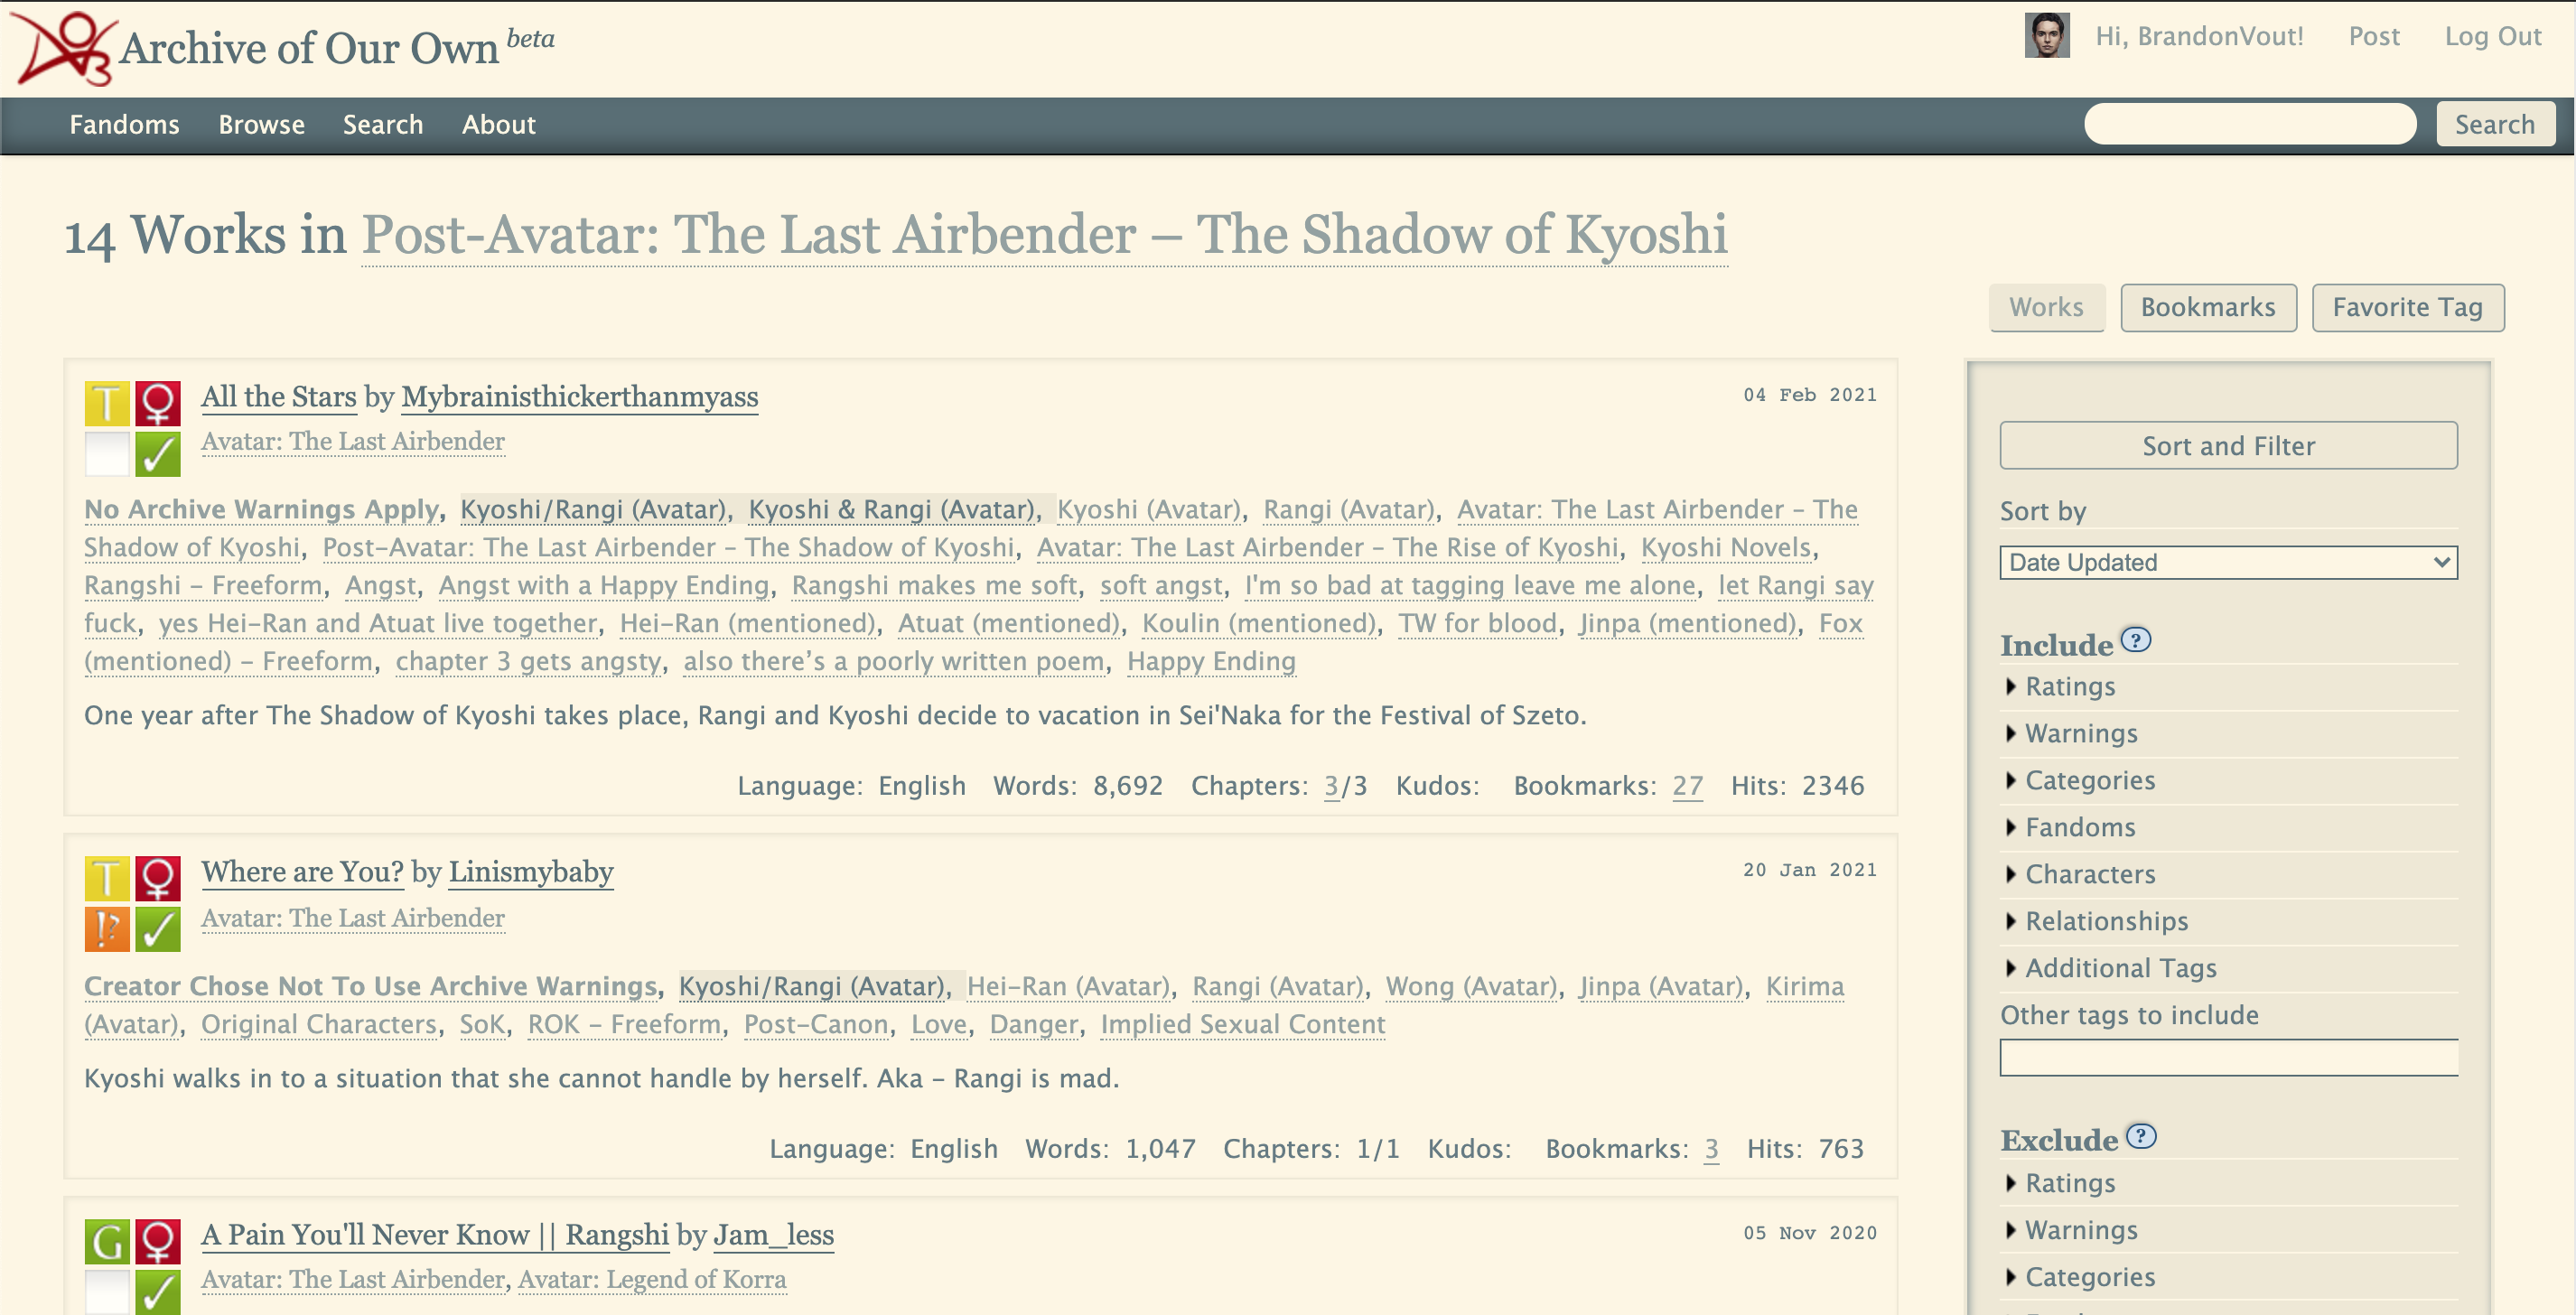 Archive of Our Own beta
Hi, BrandonVout! Post Log Out
Fandoms Browse Search About
Search
14 Works in Post-Avatar: The Last Airbender – The Shadow of Kyoshi
Works Bookmarks Favorite Tag
T
All the Stars by Mybrainisthickerthanmyass
04 Feb 2021
Avatar: The Last Airbender
No Archive Warnings Apply, Kyoshi/Rangi (Avatar), Kyoshi & Rangi (Avatar), Kyoshi (Avatar), Rangi (Avatar), Avatar: The Last Airbender – The
Shadow of Kyoshi, Post-Avatar: The Last Airbender – The Shadow of Kyoshi, Avatar: The Last Airbender – The Rise of Kyoshi, Kyoshi Novels,
Rangshi – Freeform, Angst, Angst with a Happy Ending, Rangshi makes me soft, soft angst, I'm so bad at tagging leave me alone, let Rangi say
fuck, yes Hei-Ran and Atuat live together, Hei-Ran (mentioned), Atuat (mentioned), Koulin (mentioned), TW for blood, Jinpa (mentioned), Fox
(mentioned) – Freeform, chapter 3 gets angsty, also there’s a poorly written poem, Happy Ending
One year after The Shadow of Kyoshi takes place, Rangi and Kyoshi decide to vacation in Sei'Naka for the Festival of Szeto.
Language: English Words: 8,692 Chapters: 3/3 Kudos: Bookmarks: 27 Hits: 2346
T
Where are You? by Linismybaby
20 Jan 2021
!?
Avatar: The Last Airbender
Creator Chose Not To Use Archive Warnings, Kyoshi/Rangi (Avatar), Hei-Ran (Avatar), Rangi (Avatar), Wong (Avatar), Jinpa (Avatar), Kirima
(Avatar), Original Characters, SoK, ROK – Freeform, Post-Canon, Love, Danger, Implied Sexual Content
Kyoshi walks in to a situation that she cannot handle by herself. Aka – Rangi is mad.
Language: English Words: 1,047 Chapters: 1/1 Kudos: Bookmarks: 3 Hits: 763
G
A Pain You'll Never Know || Rangshi by Jam_less
05 Nov 2020
Avatar: The Last Airbender, Avatar: Legend of Korra
Sort and Filter
Sort by
Date Updated
Include ?
Ratings
Warnings
Categories
Fandoms
Characters
Relationships
Additional Tags
Other tags to include
Exclude ?
Ratings
Warnings
Categories